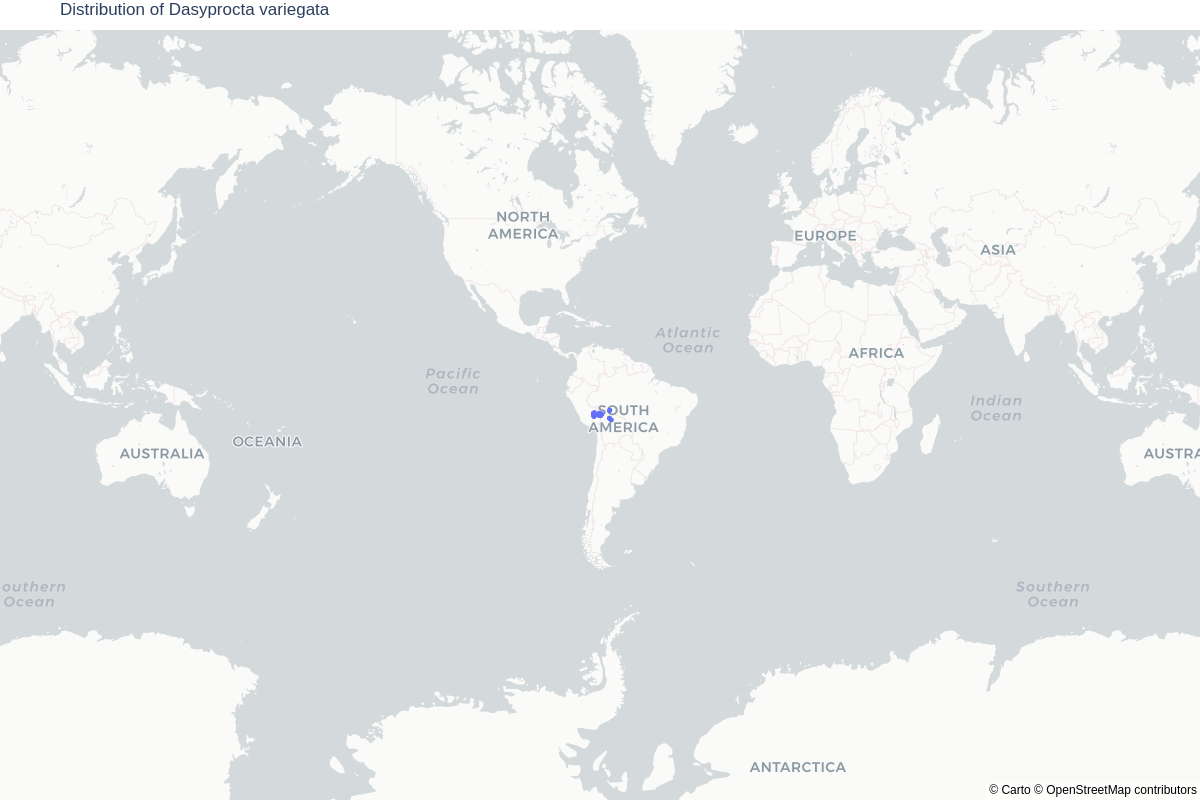 Distribution of Dasyprocta variegata
NORTH
AMERICA
EUROPE
ASIA
Atlantic
Ocean
AFRICA
Pacific
Ocean
Indian
Ocean
SOUTH
AMERICA
OCEANIA
AUSTRALIA
AUSTRA
outhern
Ocean
Southern
Ocean
ANTARCTICA
© Carto © OpenStreetMap contributors